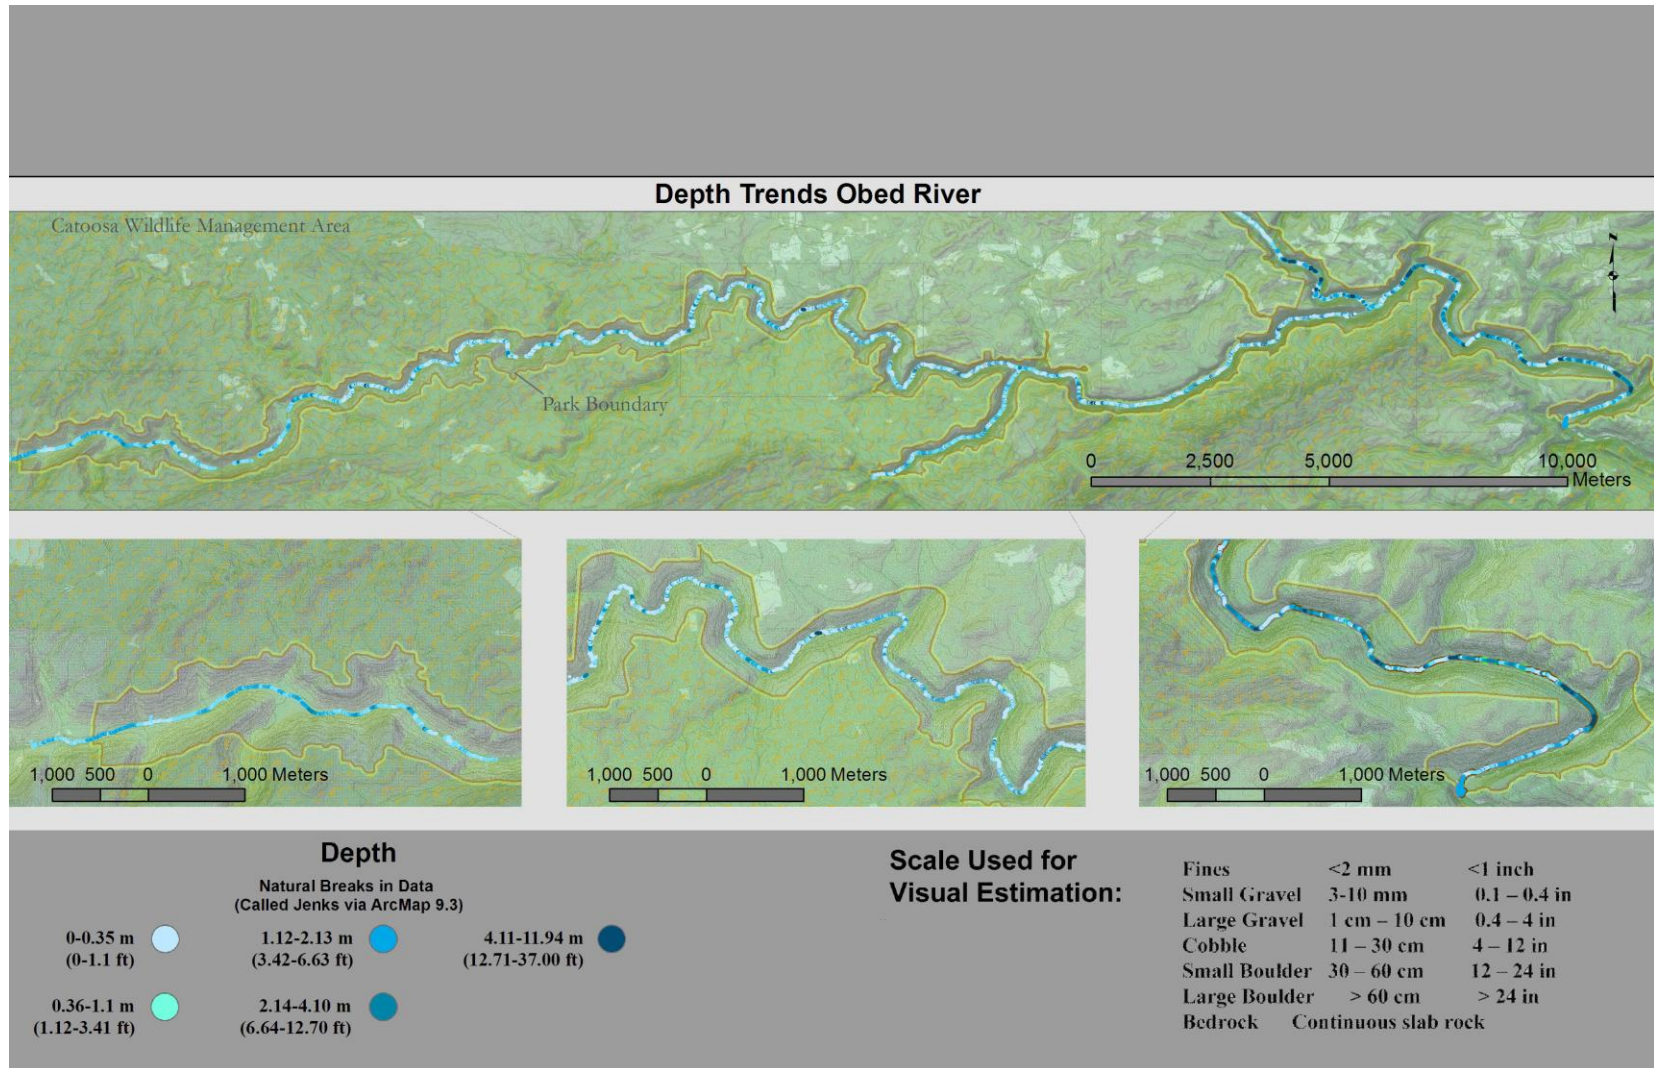 Depth Trends Obed River
Catoosa Wildlife Management Area
N
Park Boundary
0 2,500 5,000 10,000
Meters
1,000 500 0 1,000 Meters
1,000 500 0 1,000 Meters
1,000 500 0 1,000 Meters
Depth
Natural Breaks in Data
(Called Jenks via ArcMap 9.3)
0-0.35 m
(0-1.1 ft)
0.36-1.1 m
(1.12-3.41 ft)
1.12-2.13 m
(3.42-6.63 ft)
2.14-4.10 m
(6.64-12.70 ft)
4.11-11.94 m
(12.71-37.00 ft)
Scale Used for
Visual Estimation:
Fines <2 mm <1 inch
Small Gravel 3-10 mm 0.1 – 0.4 in
Large Gravel 1 cm – 10 cm 0.4 – 4 in
Cobble 11 – 30 cm 4 – 12 in
Small Boulder 30 – 60 cm 12 – 24 in
Large Boulder > 60 cm > 24 in
Bedrock Continuous slab rock